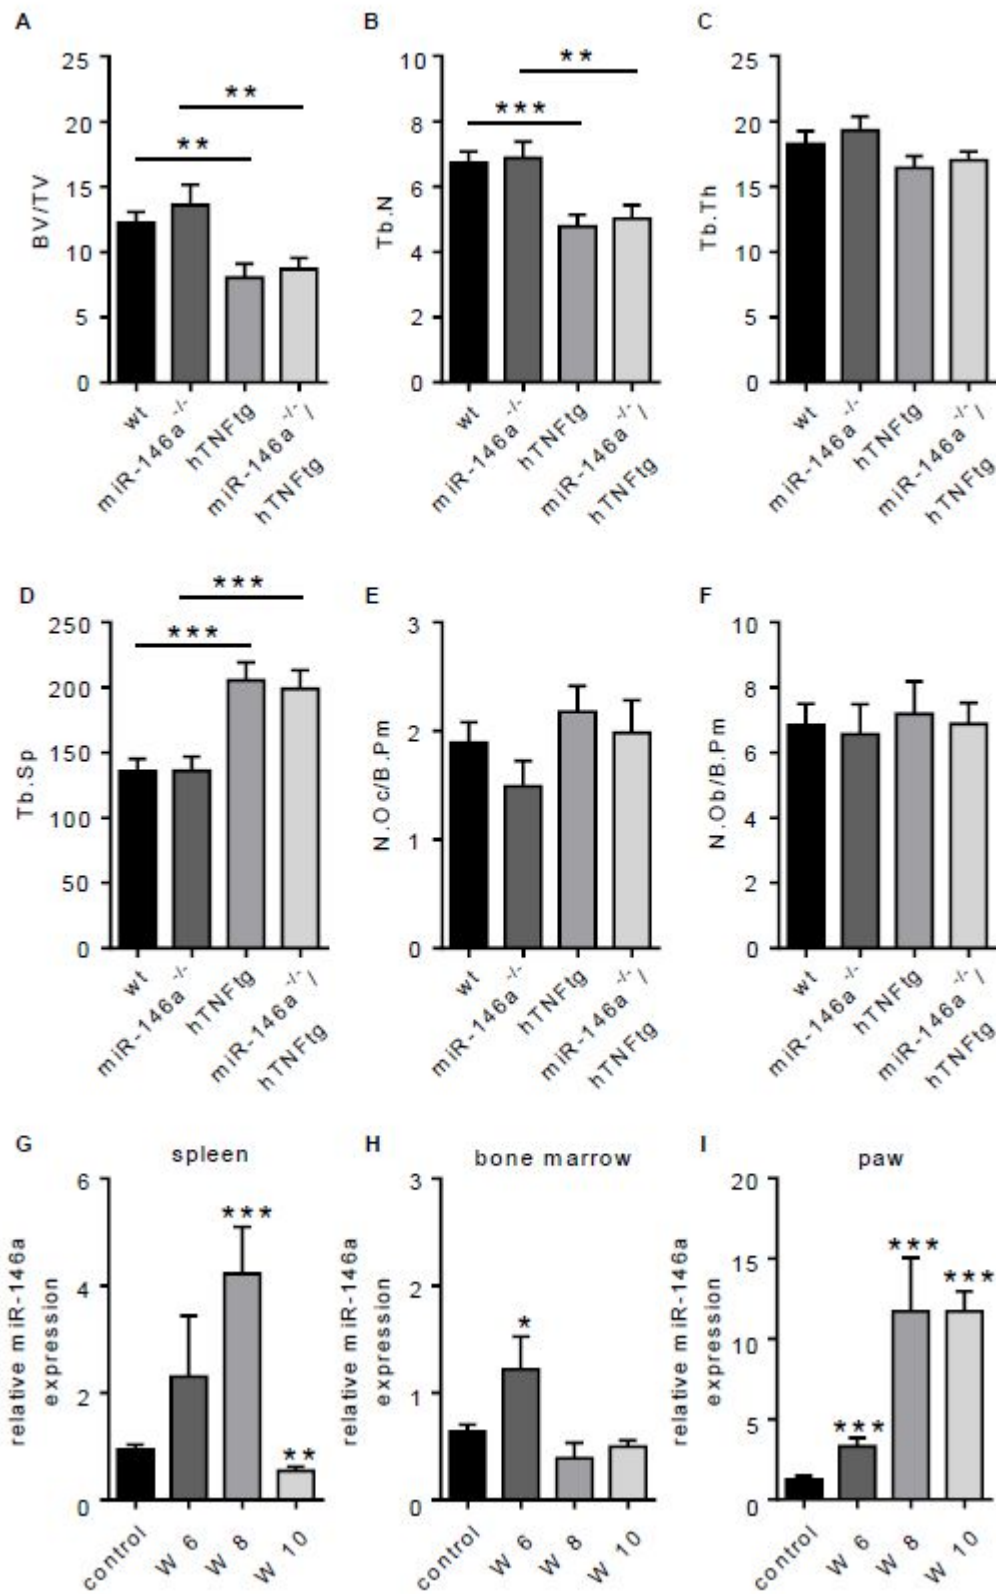 A
B
C
25
20
15
10
5
0
BV/TV
**
**
wt
miR-146a -/-
hTNFtg
miR-146a -/- /
hTNFtg
10
8
6
4
2
0
Tb.N
***
**
wt
miR-146a -/-
hTNFtg
miR-146a -/- /
hTNFtg
25
20
15
10
5
0
Tb.Th
wt
miR-146a -/-
hTNFtg
miR-146a -/- /
hTNFtg
D
E
F
250
200
150
100
50
0
Tb.Sp
***
***
wt
miR-146a -/-
hTNFtg
miR-146a -/- /
hTNFtg
3
2
1
0
N.Oc/B.Pm
wt
miR-146a -/-
hTNFtg
miR-146a -/- /
hTNFtg
10
8
6
4
2
0
N.Ob/B.Pm
wt
miR-146a -/-
hTNFtg
miR-146a -/- /
hTNFtg
G
spleen
6
4
2
0
relative miR-146a
expression
***
**
control
W 6
W 8
W 10
H
bone marrow
3
2
1
0
relative miR-146a
expression
*
control
W 6
W 8
W 10
I
paw
20
15
10
5
0
relative miR-146a
expression
***
***
***
control
W 6
W 8
W 10